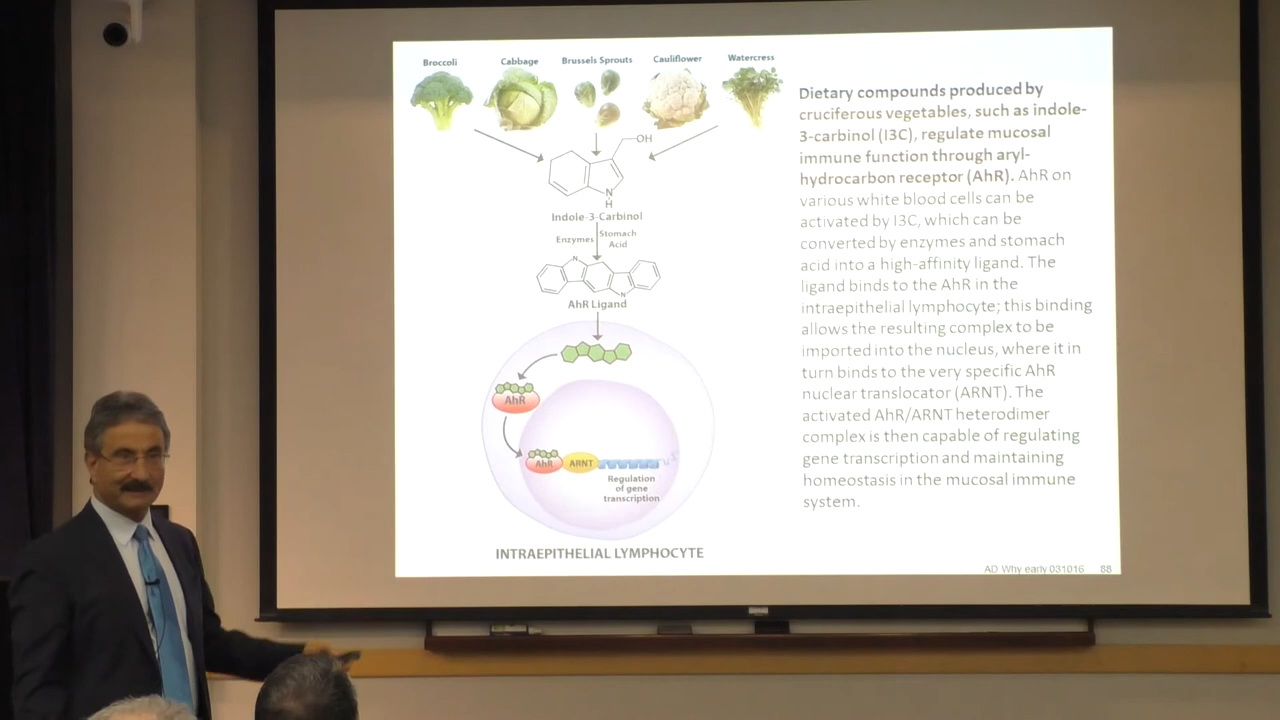 Broccoli
Cabbage
Brussels Sprouts
Cauliflower
Watercress
OH
N
H
Indole-3-Carbinol
Enzymes
Stomach
Acid
N
N
AhR Ligand
AhR
AhR
ARNT
Regulation
of gene
transcription
INTRAEPITHELIAL LYMPHOCYTE
Dietary compounds produced by
cruciferous vegetables, such as indole-
3-carbinol (I3C), regulate mucosal
immune function through aryl-
hydrocarbon receptor (AhR). AhR on
various white blood cells can be
activated by I3C, which can be
converted by enzymes and stomach
acid into a high-affinity ligand. The
ligand binds to the AhR in the
intraepithelial lymphocyte; this binding
allows the resulting complex to be
imported into the nucleus, where it in
turn binds to the very specific AhR
nuclear translocator (ARNT). The
activated AhR/ARNT heterodimer
complex is then capable of regulating
gene transcription and maintaining
homeostasis in the mucosal immune
system.
AD Why early 031016 88